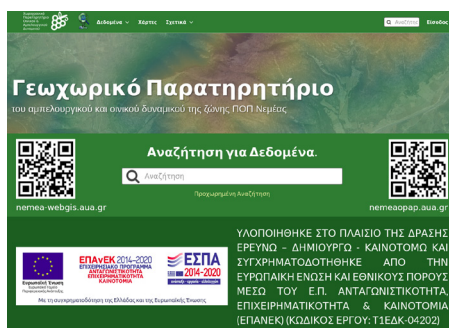 Δεδομένα
Χάρτες
Σχετικά
Αναζήτησ
Είσοδος
Γεωχωρικό Παρατηρητήριο
του αμπελουργικού και οινικού δυναμικού της ζώνης ΠΟΠ Νεμέας
Αναζήτηση για Δεδομένα.
Αναζήτηση
Προχωρημένη Αναζήτηση
nemea-webgis.aua.gr
nemeaopap.aua.gr
ΥΛΟΠΟΙΗΘΗΚΕ ΣΤΟ ΠΛΑΙΣΙΟ ΤΗΣ ΔΡΑΣΗΣ
ΕΡΕΥΝΩ – ΔΗΜΙΟΥΡΓΩ - ΚΑΙΝΟΤΟΜΩ ΚΑΙ
ΣΥΓΧΡΗΜΑΤΟΔΟΤΗΘΗΚΕ ΑΠΟ ΤΗΝ
ΕΥΡΩΠΑΙΚΗ ΕΝΩΣΗ ΚΑΙ ΕΘΝΙΚΟΥΣ ΠΟΡΟΥΣ
ΜΕΣΩ ΤΟΥ Ε.Π. ΑΝΤΑΓΩΝΙΣΤΙΚΟΤΗΤΑ,
ΕΠΙΧΕΙΡΗΜΑΤΙΚΟΤΗΤΑ & ΚΑΙΝΟΤΟΜΙΑ
(ΕΠΑΝΕΚ) (ΚΩΔΙΚΟΣ ΕΡΓΟΥ: Τ1ΕΔΚ-04202)
ΕΠΑνΕΚ 2014–2020
ΕΠΙΧΕΙΡΗΣΙΑΚΟ ΠΡΟΓΡΑΜΜΑ
ΑΝΤΑΓΩΝΙΣΤΙΚΟΤΗΤΑ
ΕΠΙΧΕΙΡΗΜΑΤΙΚΟΤΗΤΑ
ΚΑΙΝΟΤΟΜΙΑ
ΕΣΠΑ
2014-2020
Ευρωπαϊκή Ένωση
Με τη συγχρηματοδότηση της Ελλάδας και της Ευρωπαϊκής Ένωσης